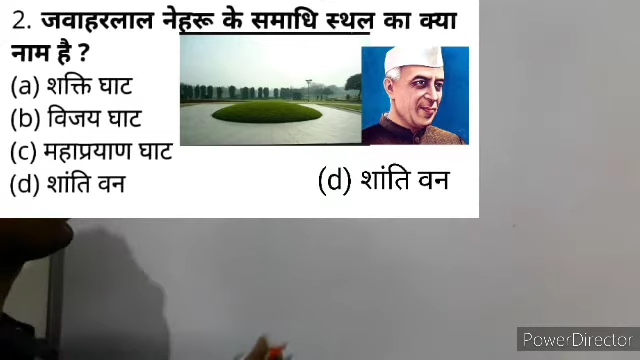 2. जवाहरलाल नेहरू के समाधि स्थल का क्या
नाम है ?
(a) शक्ति घाट
(b) विजय घाट
(c) महाप्रयाण घाट
(d) शांति वन
(d) शांति वन
PowerDirector